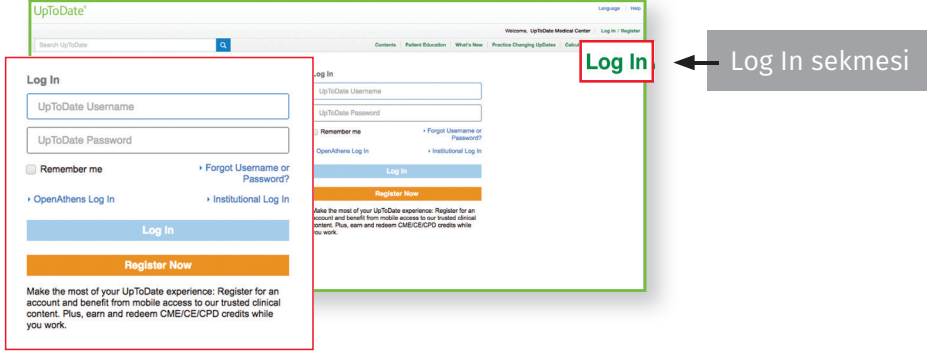 UpToDate®
Language | Help
Welcome, UpToDate Medical Center | Log In / Register
Search UpToDate
Contents | Patient Education | What's New | Practice Changing UpDates
Log In
Log In sekmesi
Log In
UpToDate Username
UpToDate Password
Remember me
Forgot Username or
Password?
OpenAthens Log In
Institutional Log In
Log In
Register Now
Make the most of your UpToDate experience: Register for an
account and benefit from mobile access to our trusted clinical
content. Plus, earn and redeem CME/CE/CPD credits while
you work.
Log In
UpToDate Username
UpToDate Password
Remember me
Forgot Username or
Password?
OpenAthens Log In
Institutional Log In
Log In
Register Now
Make the most of your UpToDate experience: Register for an
account and benefit from mobile access to our trusted clinical
content. Plus, earn and redeem CME/CE/CPD credits while
you work.